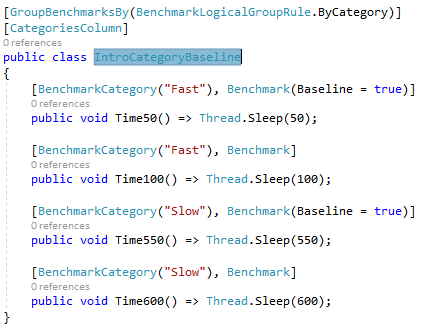 [GroupBenchmarksBy(BenchmarkLogicalGroupRule.ByCategory)]
[CategoriesColumn]
0 references
public class IntroCategoryBaseline
{
[BenchmarkCategory("Fast"), Benchmark(Baseline = true)]
0 references
public void Time50() => Thread.Sleep(50);
[BenchmarkCategory("Fast"), Benchmark]
0 references
public void Time100() => Thread.Sleep(100);
[BenchmarkCategory("Slow"), Benchmark(Baseline = true)]
0 references
public void Time550() => Thread.Sleep(550);
[BenchmarkCategory("Slow"), Benchmark]
0 references
public void Time600() => Thread.Sleep(600);
}